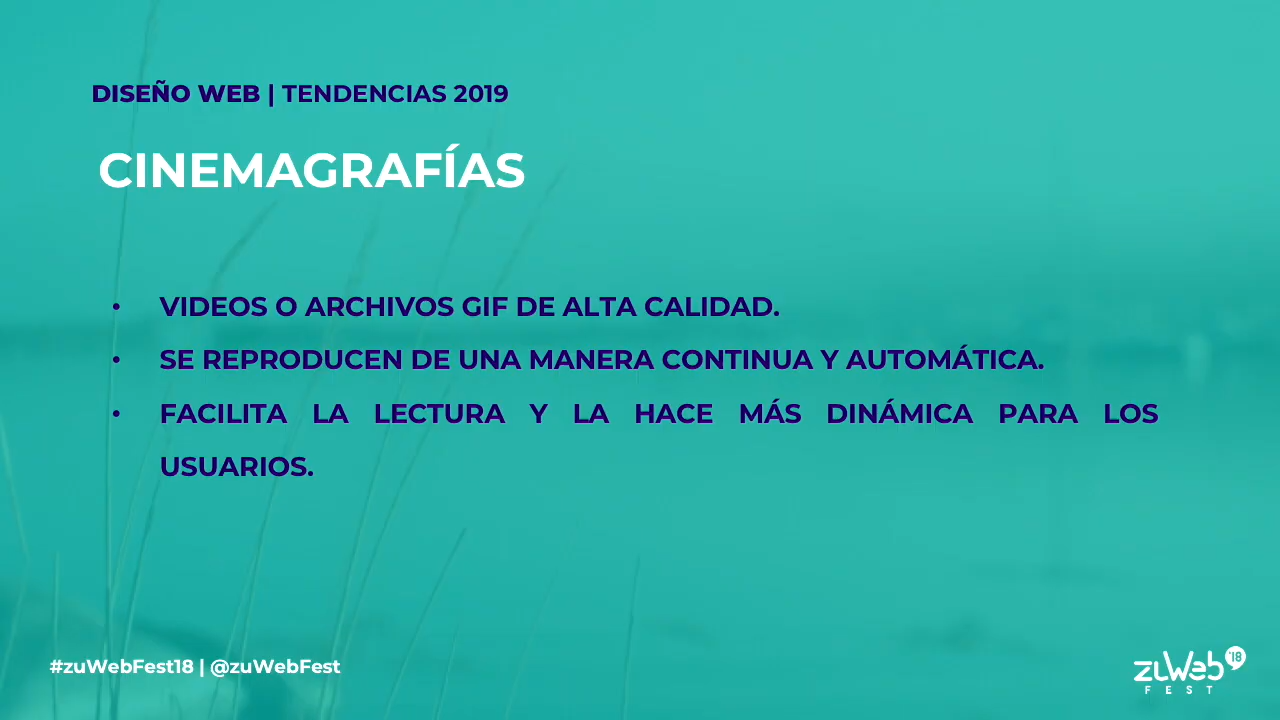 DISEÑO WEB | TENDENCIAS 2019
CINEMAGRAFÍAS
• VIDEOS O ARCHIVOS GIF DE ALTA CALIDAD.
• SE REPRODUCEN DE UNA MANERA CONTINUA Y AUTOMÁTICA.
• FACILITA LA LECTURA Y LA HACE MÁS DINÁMICA PARA LOS
USUARIOS.
#zuWebFest18 | @zuWebFest
zuWeb '18
FEST